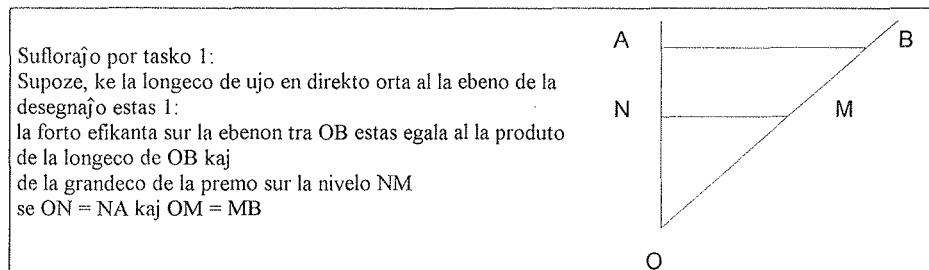 Sufloraĵo por tasko 1:
Supoze, ke la longeco de ujo en direkto orta al la ebeno de la
desegnaĵo estas 1:
la forto efikanta sur la ebenon tra OB estas egala al la produto
de la longeco de OB kaj
de la grandeco de la premo sur la nivelo NM
se ON = NA kaj OM = MB
A
B
N
M
O